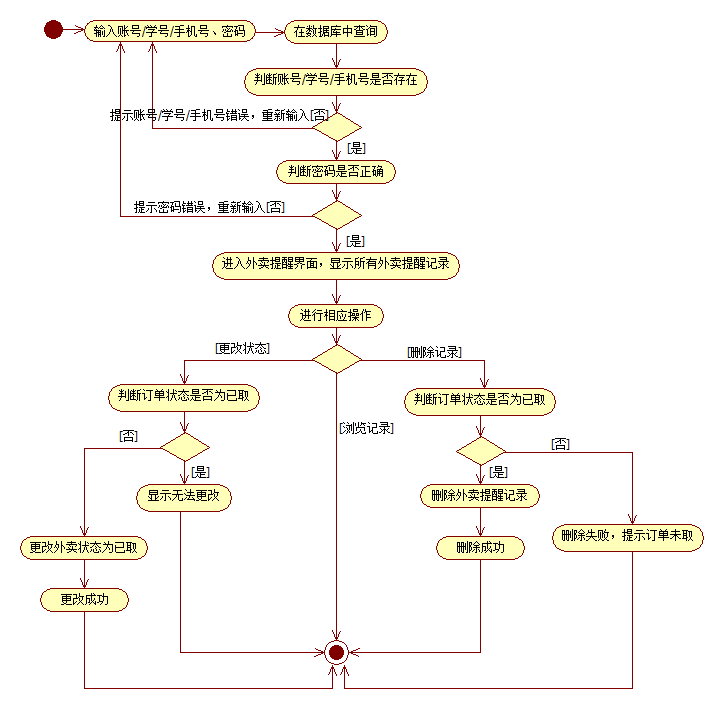 输入账号/学号/手机号、密码
在数据库中查询
判断账号/学号/手机号是否存在
提示账号/学号/手机号错误，重新输入[否]
[是]
判断密码是否正确
提示密码错误，重新输入[否]
[是]
进入外卖提醒界面，显示所有外卖提醒记录
进行相应操作
[更改状态]
[删除记录]
判断订单状态是否为已取
判断订单状态是否为已取
[浏览记录]
[否]
[否]
[是]
[是]
显示无法更改
删除外卖提醒记录
删除失败，提示订单未取
更改外卖状态为已取
删除成功
更改成功